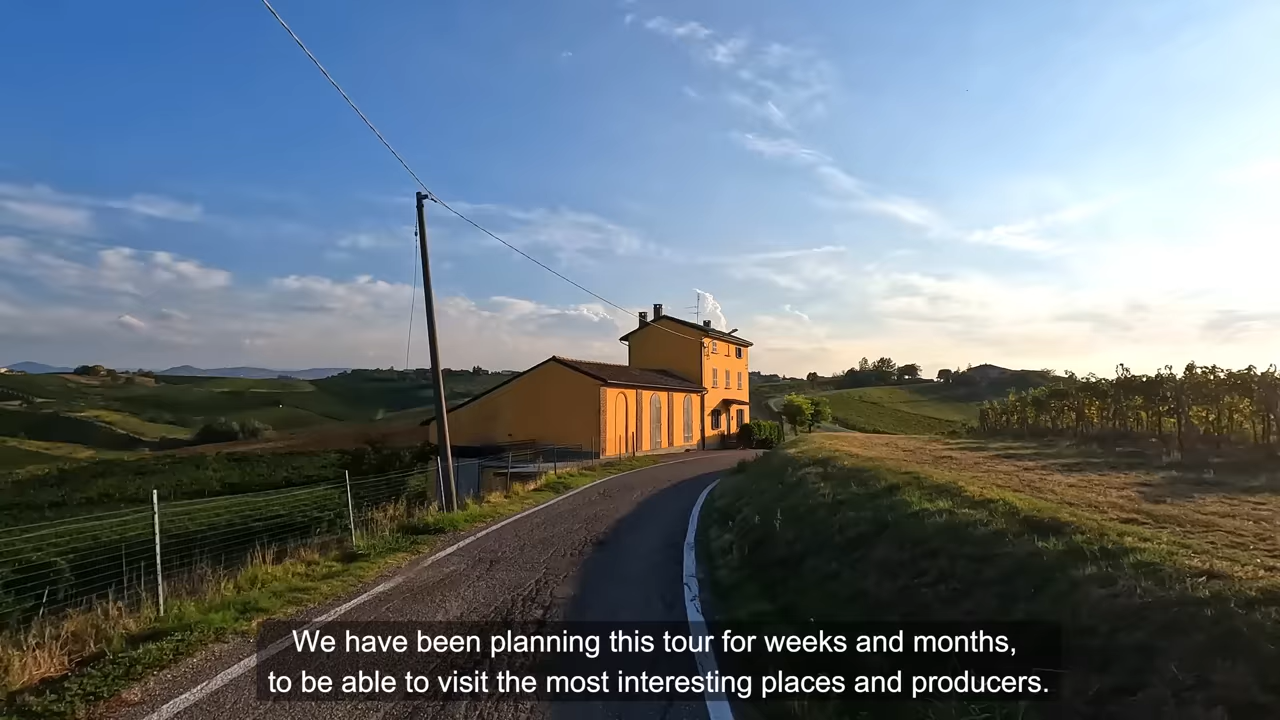 We have been planning this tour for weeks and months,
to be able to visit the most interesting places and producers.